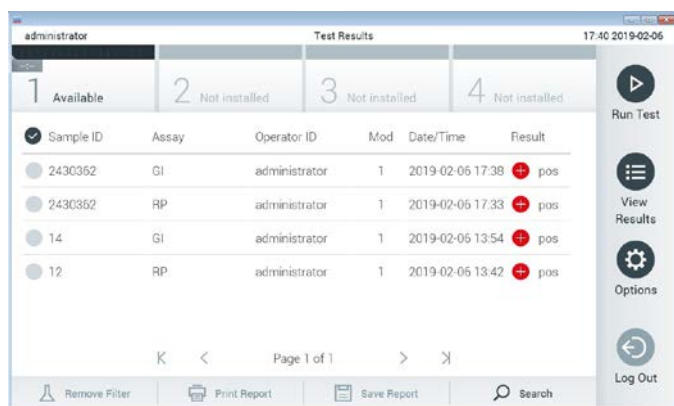 administrator Test Results 17:40 2019-02-06
1 Available 2 Not installed 3 Not installed 4 Not installed
Run Test
Sample ID Assay Operator ID Mod Date/Time Result
2430362 GI administrator 1 2019-02-06 17:38 pos
2430362 RP administrator 1 2019-02-06 17:33 pos
View
Results
14 GI administrator 1 2019-02-06 13:54 pos
12 RP administrator 1 2019-02-06 13:42 pos
Options
Page 1 of 1
Log Out
Remove Filter Print Report Save Report Search